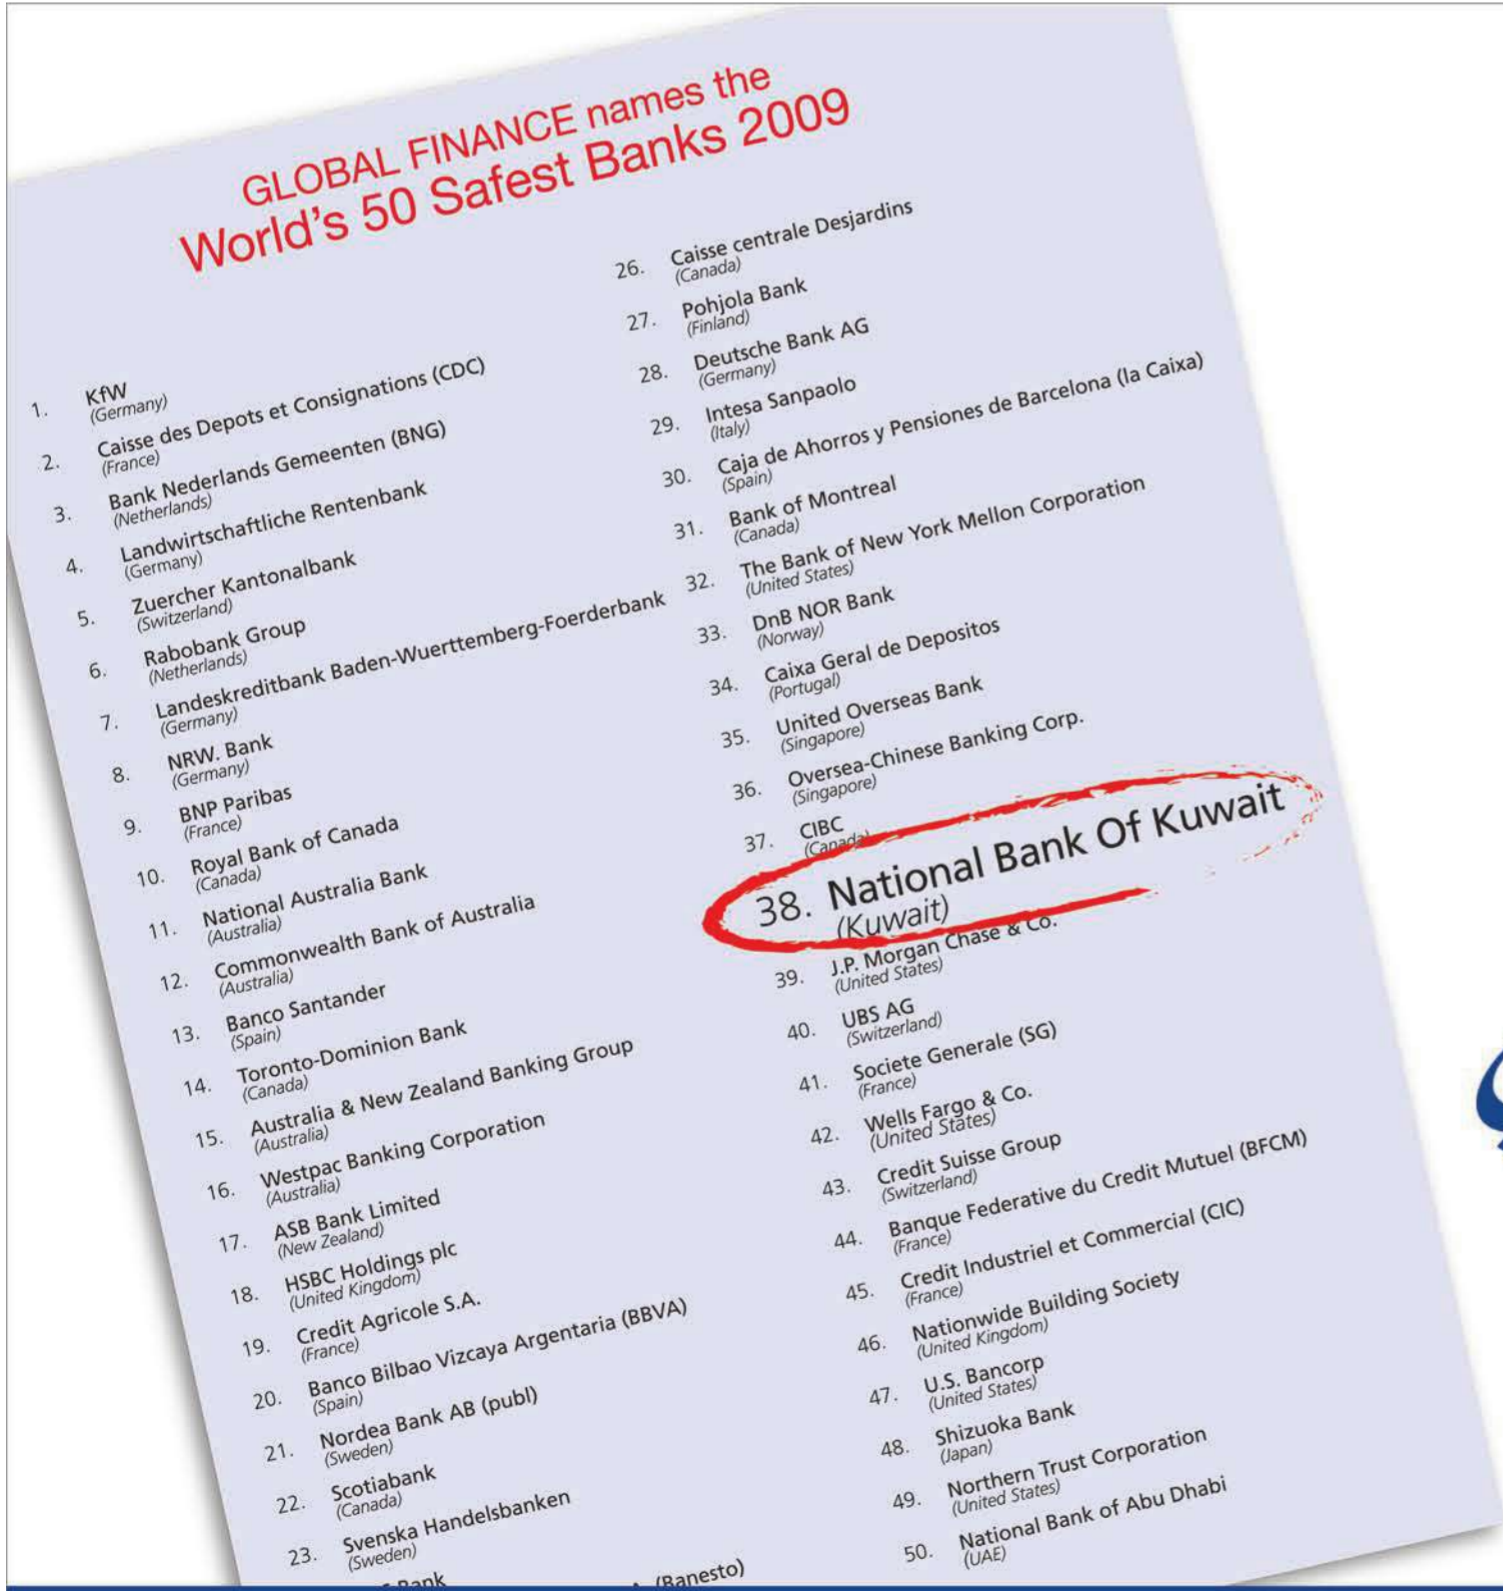 GLOBAL FINANCE names the
World's 50 Safest Banks 2009
1. KfW
(Germany)
2. Caisse des Depots et Consignations (CDC)
(France)
3. Bank Nederlands Gemeenten (BNG)
(Netherlands)
4. Landwirtschaftliche Rentenbank
(Germany)
5. Zuercher Kantonalbank
(Switzerland)
6. Rabobank Group
(Netherlands)
7. Landeskreditbank Baden-Wuerttemberg-Foerderbank
(Germany)
8. NRW. Bank
(Germany)
9. BNP Paribas
(France)
10. Royal Bank of Canada
(Canada)
11. National Australia Bank
(Australia)
12. Commonwealth Bank of Australia
(Australia)
13. Banco Santander
(Spain)
14. Toronto-Dominion Bank
(Canada)
15. Australia & New Zealand Banking Group
(Australia)
16. Westpac Banking Corporation
(Australia)
17. ASB Bank Limited
(New Zealand)
18. HSBC Holdings plc
(United Kingdom)
19. Credit Agricole S.A.
(France)
20. Banco Bilbao Vizcaya Argentaria (BBVA)
(Spain)
21. Nordea Bank AB (publ)
(Sweden)
22. Scotiabank
(Canada)
23. Svenska Handelsbanken
(Sweden)
Bank
(Banesto)
26. Caisse centrale Desjardins
(Canada)
27. Pohjola Bank
(Finland)
28. Deutsche Bank AG
(Germany)
29. Intesa Sanpaolo
(Italy)
30. Caja de Ahorros y Pensiones de Barcelona (la Caixa)
(Spain)
31. Bank of Montreal
(Canada)
32. The Bank of New York Mellon Corporation
(United States)
33. DnB NOR Bank
(Norway)
34. Caixa Geral de Depositos
(Portugal)
35. United Overseas Bank
(Singapore)
36. Oversea-Chinese Banking Corp.
(Singapore)
37. CIBC
(Canada)
38. National Bank Of Kuwait
(Kuwait)
39. J.P. Morgan Chase & Co.
(United States)
40. UBS AG
(Switzerland)
41. Societe Generale (SG)
(France)
42. Wells Fargo & Co.
(United States)
43. Credit Suisse Group
(Switzerland)
44. Banque Federative du Credit Mutuel (BFCM)
(France)
45. Credit Industriel et Commercial (CIC)
(France)
46. Nationwide Building Society
(United Kingdom)
47. U.S. Bancorp
(United States)
48. Shizuoka Bank
(Japan)
49. Northern Trust Corporation
(United States)
50. National Bank of Abu Dhabi
(UAE)